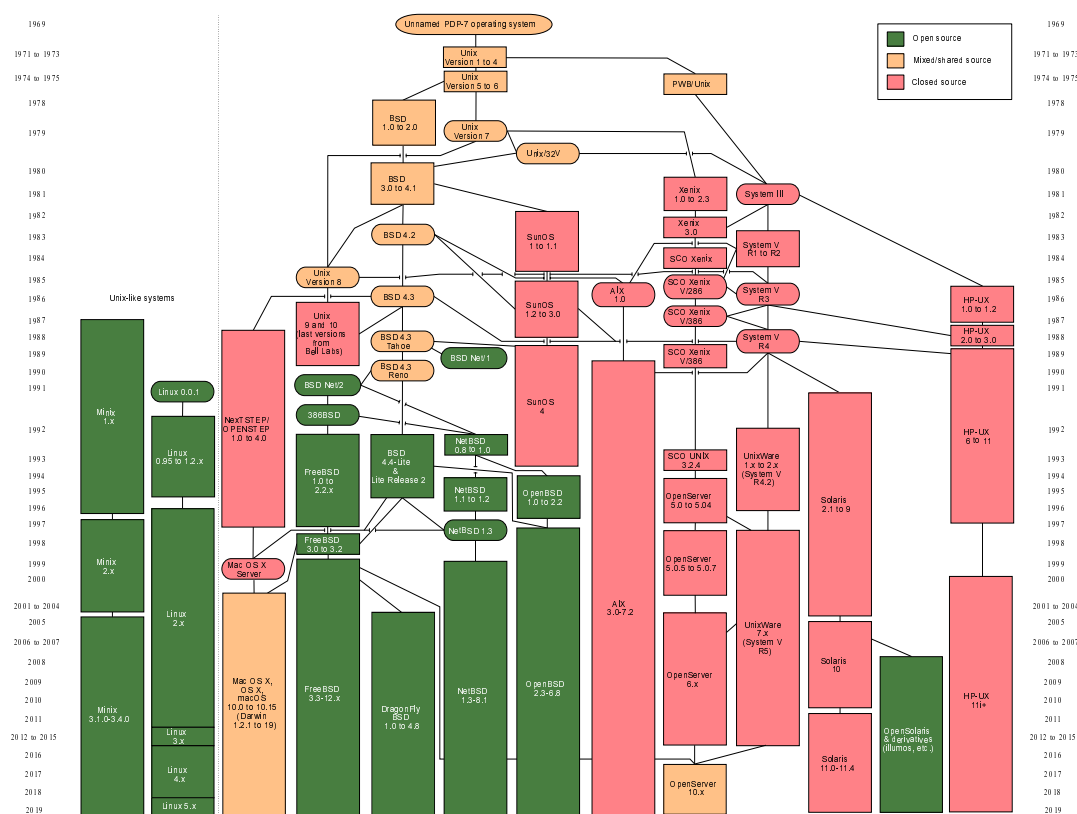 1969
1971 to 1973
1974 to 1975
1978
1979
1980
1981
1982
1983
1984
1985
1986
1987
1988
1989
1990
1991
1992
1993
1994
1995
1996
1997
1998
1999
2000
2001 to 2004
2005
2006 to 2007
2008
2009
2010
2011
2012 to 2015
2016
2017
2018
2019
Unix-like systems
Minix
1.x
Minix
2.x
Minix
3.1.0-3.4.0
Linux 0.0.1
Linux
0.95 to 1.2.x
Linux
2.x
Linux
3.x
Linux
4.x
Linux 5.x
Unnamed PDP-7 operating system
Unix
Version 1 to 4
Unix
Version 5 to 6
PWB/Unix
BSD
1.0 to 2.0
Unix
Version 7
Unix/32V
BSD
3.0 to 4.1
Xenix
1.0 to 2.3
System III
Xenix
3.0
BSD 4.2
SunOS
1 to 1.1
System V
R1 to R2
SCO Xenix
Unix
Version 8
SCO Xenix
V/286
BSD 4.3
SunOS
1.2 to 3.0
AIX
1.0
System V
R3
HP-UX
1.0 to 1.2
Unix
9 and 10
(last versions
from
Bell Labs)
SCO Xenix
V/386
HP-UX
2.0 to 3.0
BSD 4.3
Tahoe
BSD Net/1
System V
R4
SCO Xenix
V/386
BSD 4.3
Reno
BSD Net/2
386BSD
NexTSTEP/
OPENSTEP
1.0 to 4.0
SunOS
4
HP-UX
6 to 11
NetBSD
0.8 to 1.0
FreeBSD
1.0 to
2.2.x
BSD
4.4-Lite
&
Lite Release 2
SCO UNIX
3.2.4
UnixWare
1.x to 2.x
(System V
R4.2)
NetBSD
1.1 to 1.2
OpenBSD
1.0 to 2.2
OpenServer
5.0 to 5.04
Solaris
2.1 to 9
NetBSD 1.3
FreeBSD
3.0 to 3.2
OpenServer
5.0.5 to 5.0.7
Mac OS X
Server
AIX
3.0-7.2
UnixWare
7.x
(System V
R5)
Mac OS X,
OS X,
macOS
10.0 to 10.15
(Darwin
1.2.1 to 19)
FreeBSD
3.3-12.x
DragonFly
BSD
1.0 to 4.8
NetBSD
1.3-8.1
OpenBSD
2.3-6.8
OpenServer
6.x
Solaris
10
HP-UX
11i+
OpenSolaris
& derivatives
(illumos, etc.)
Solaris
11.0-11.4
OpenServer
10.x
Open source
Mixed/shared source
Closed source
1969
1971 to 1973
1974 to 1975
1978
1979
1980
1981
1982
1983
1984
1985
1986
1987
1988
1989
1990
1991
1992
1993
1994
1995
1996
1997
1998
1999
2000
2001 to 2004
2005
2006 to 2007
2008
2009
2010
2011
2012 to 2015
2016
2017
2018
2019